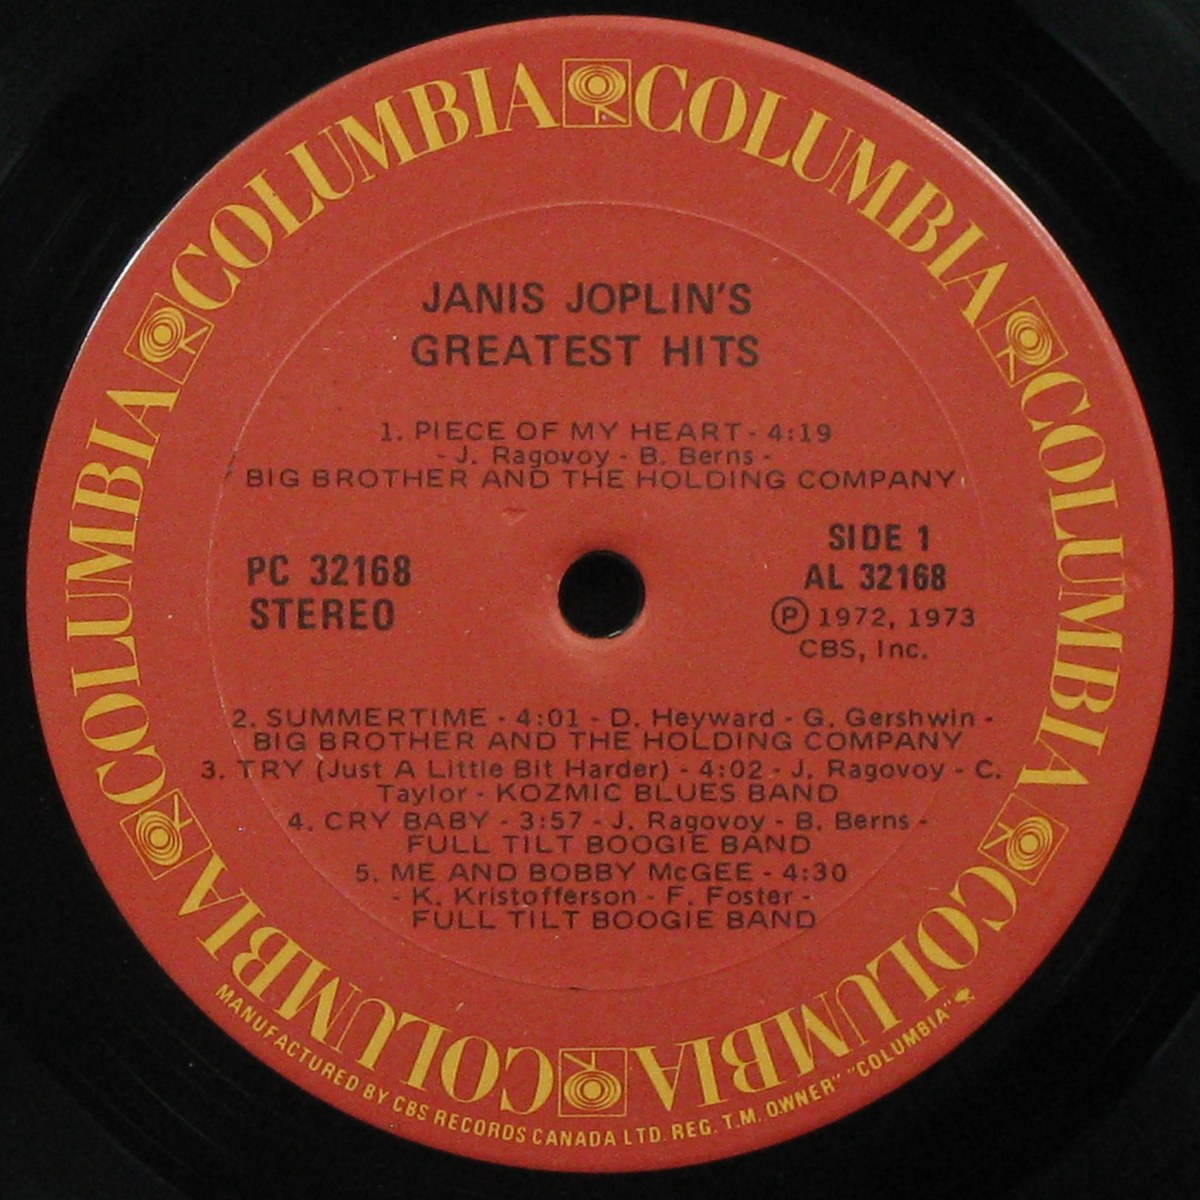 COLUMBIA COLUMBIA COLUMBIA COLUMBIA COLUMBIA COLUMBIA
JANIS JOPLIN'S
GREATEST HITS
1. PIECE OF MY HEART - 4:19
- J. Ragovoy - B. Berns -
BIG BROTHER AND THE HOLDING COMPANY
PC 32168
STEREO
SIDE 1
AL 32168
Ⓟ 1972, 1973
CBS, Inc.
2. SUMMERTIME - 4:01 - D. Heyward - G. Gershwin -
BIG BROTHER AND THE HOLDING COMPANY
3. TRY (Just A Little Bit Harder) - 4:02 - J. Ragovoy - C.
Taylor - KOZMIC BLUES BAND
4. CRY BABY - 3:57 - J. Ragovoy - B. Berns -
FULL TILT BOOGIE BAND
5. ME AND BOBBY McGEE - 4:30
- K. Kristofferson - F. Foster -
FULL TILT BOOGIE BAND
MANUFACTURED BY CBS RECORDS CANADA LTD. REG. T.M. OWNER" "COLUMBIA"
COLUMBIA COLUMBIA